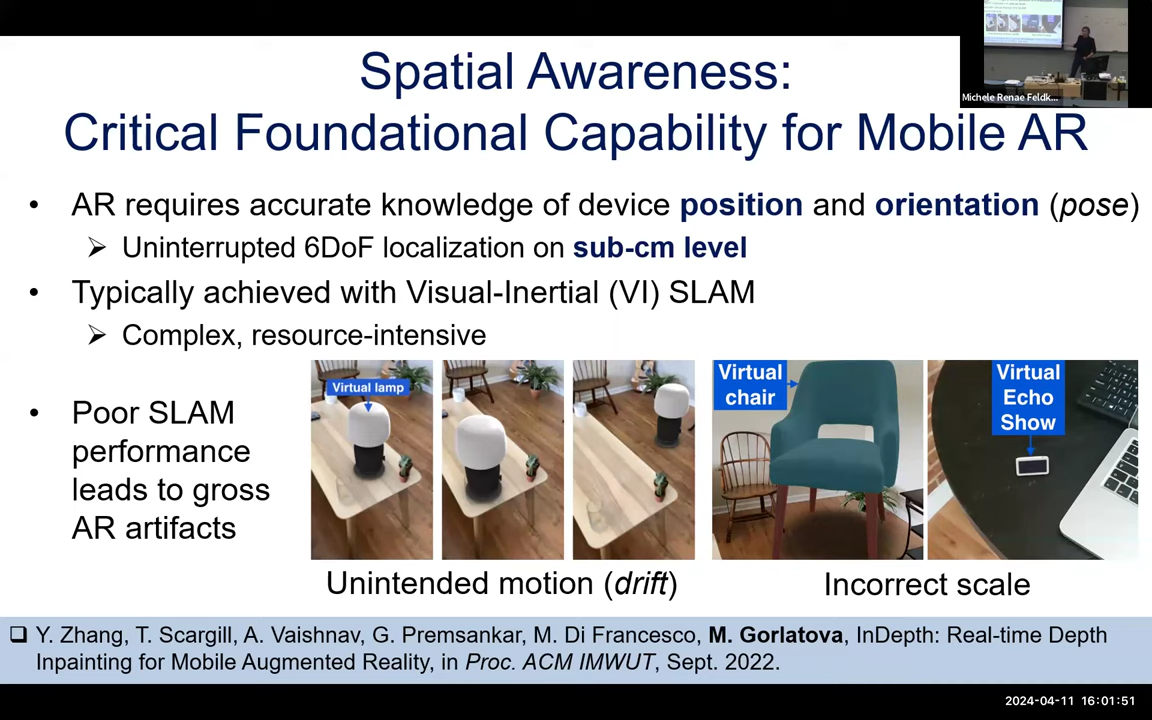 Spatial Awareness:
Critical Foundational Capability for Mobile AR
Michele Renae Feldk...
• AR requires accurate knowledge of device position and orientation (pose)
➢ Uninterrupted 6DoF localization on sub-cm level
• Typically achieved with Visual-Inertial (VI) SLAM
➢ Complex, resource-intensive
• Poor SLAM
performance
leads to gross
AR artifacts
Virtual lamp
Virtual
chair
Virtual
Echo
Show
Unintended motion (drift)
Incorrect scale
❑ Y. Zhang, T. Scargill, A. Vaishnav, G. Premsankar, M. Di Francesco, M. Gorlatova, InDepth: Real-time Depth
Inpainting for Mobile Augmented Reality, in Proc. ACM IMWUT, Sept. 2022.
2024-04-11 16:01:51